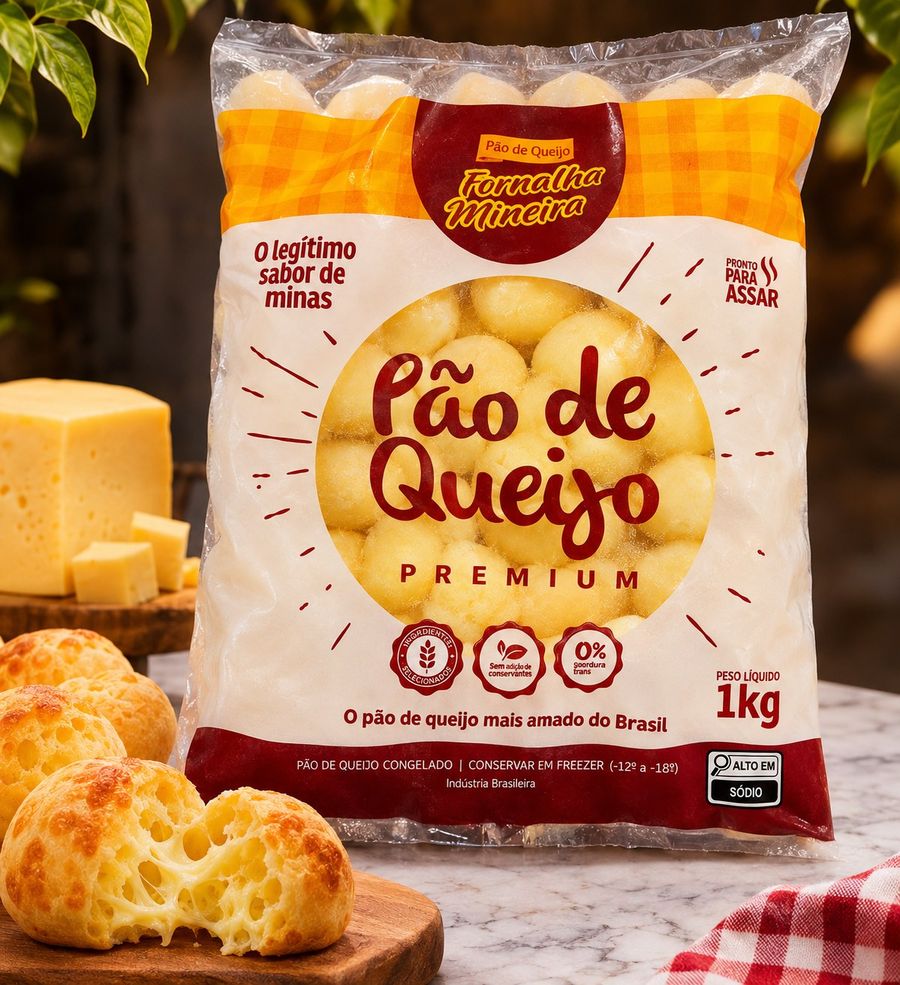 Pão de Queijo
Fornalha
Mineira
O legítimo
sabor de
minas
PRONTO
PARA
ASSAR
Pão de
Queijo
PREMIUM
INGREDIENTES
SELECIONADOS
Sem adição de
conservantes
0%
goordura
trans
O pão de queijo mais amado do Brasil
PESO LÍQUIDO
1kg
PÃO DE QUEIJO CONGELADO | CONSERVAR EM FREEZER (-12º a -18º)
Indústria Brasileira
ALTO EM
SÓDIO